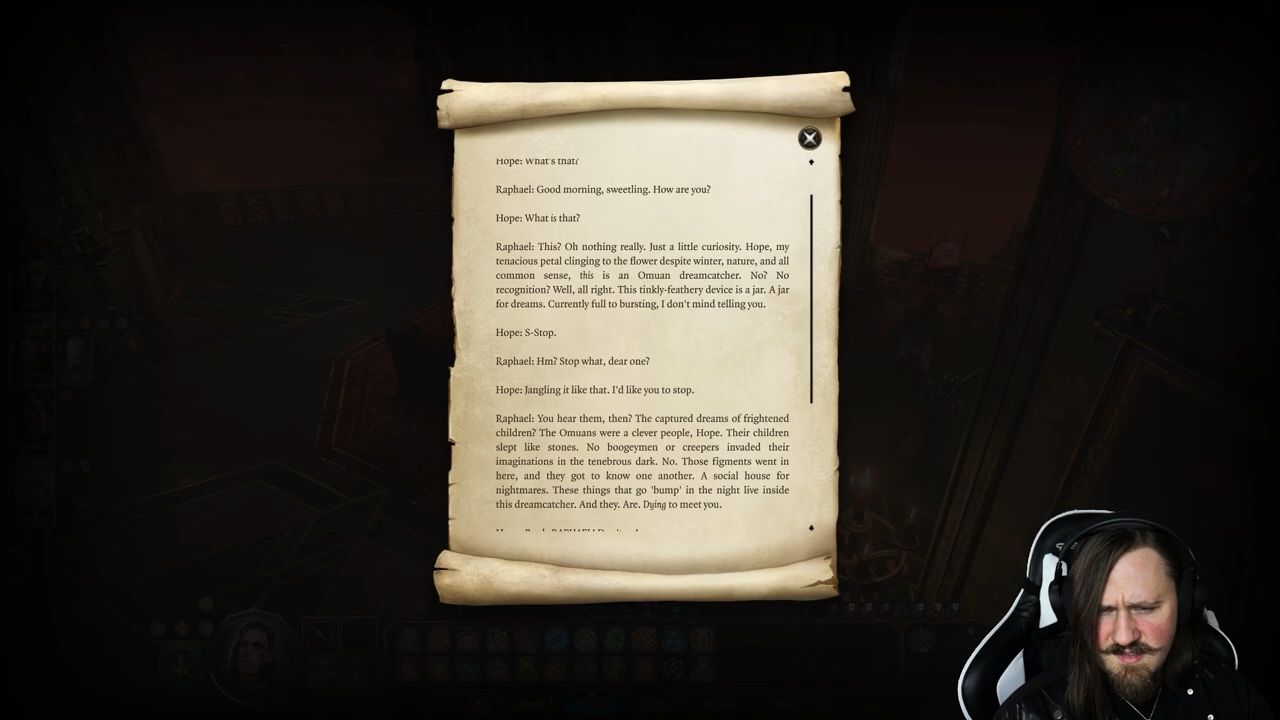 Hope: What's that?
Raphael: Good morning, sweetling. How are you?
Hope: What is that?
Raphael: This? Oh nothing really. Just a little curiosity. Hope, my
tenacious petal clinging to the flower despite winter, nature, and all
common sense, this is an Omuan dreamcatcher. No? No
recognition? Well, all right. This tinkly-feathery device is a jar. A jar
for dreams. Currently full to bursting, I don't mind telling you.
Hope: S-Stop.
Raphael: Hm? Stop what, dear one?
Hope: Jangling it like that. I'd like you to stop.
Raphael: You hear them, then? The captured dreams of frightened
children? The Omuans were a clever people, Hope. Their children
slept like stones. No boogeymen or creepers invaded their
imaginations in the tenebrous dark. No. Those figments went in
here, and they got to know one another. A social house for
nightmares. These things that go 'bump' in the night live inside
this dreamcatcher. And they. Are. Dying to meet you.